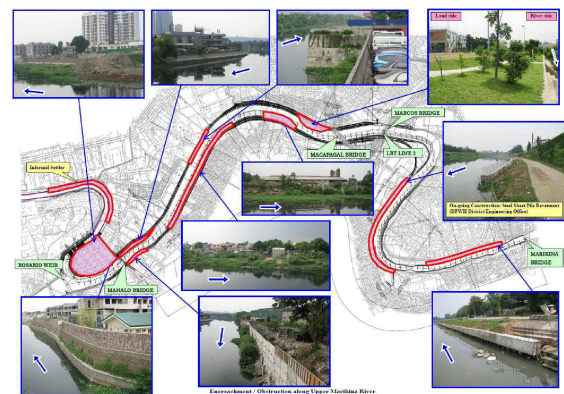 Land side
River side
MARCOS BRIDGE
LRT LINE 2
MACAPAGAL BRIDGE
Informal Settler
On-going Construction: Steel Sheet Pile Revetment
(DPWH District Engineering Office)
ROSARIO WEIR
MANALO BRIDGE
MARIKINA
BRIDGE
Encroachment / Obstruction along Upper Marikina River